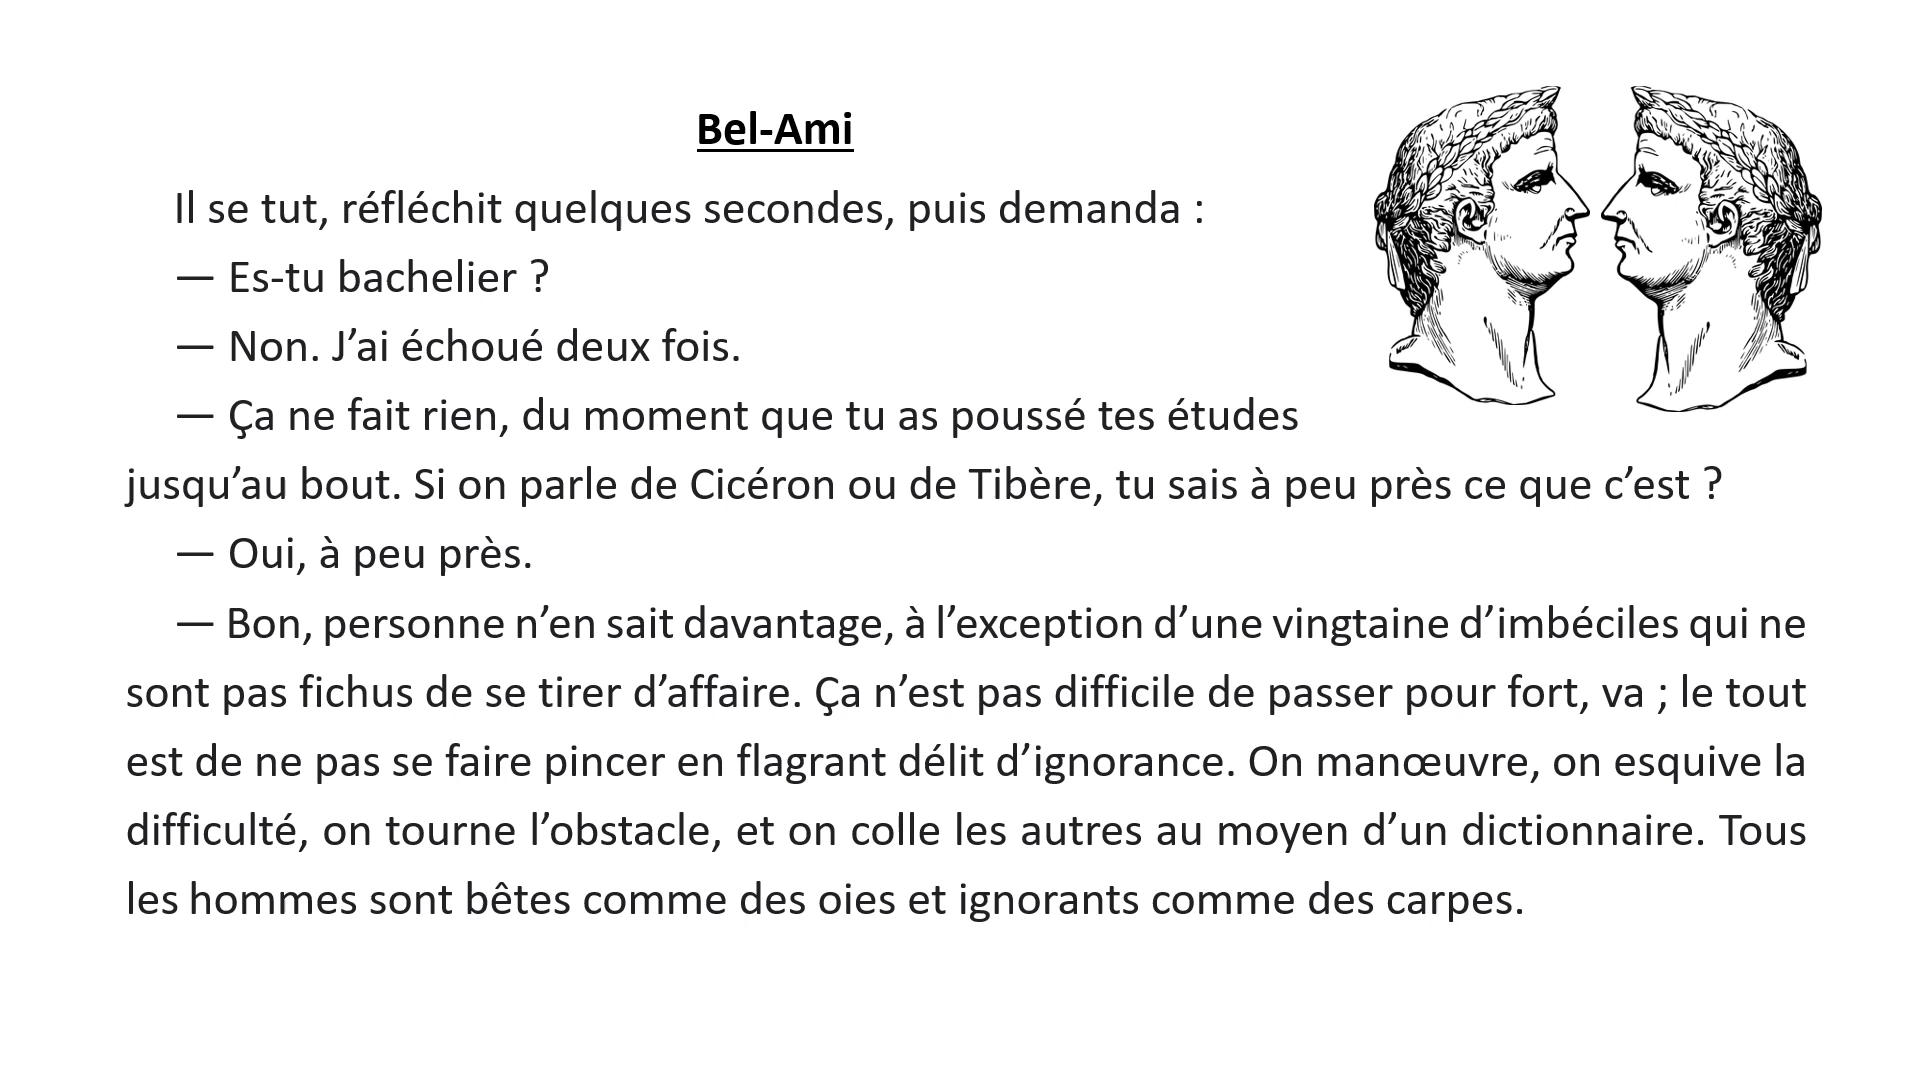 Bel-Ami
Il se tut, réfléchit quelques secondes, puis demanda :
— Es-tu bachelier ?
— Non. J’ai échoué deux fois.
— Ça ne fait rien, du moment que tu as poussé tes études
jusqu’au bout. Si on parle de Cicéron ou de Tibère, tu sais à peu près ce que c’est ?
— Oui, à peu près.
— Bon, personne n’en sait davantage, à l’exception d’une vingtaine d’imbéciles qui ne
sont pas fichus de se tirer d’affaire. Ça n’est pas difficile de passer pour fort, va ; le tout
est de ne pas se faire pincer en flagrant délit d’ignorance. On manœuvre, on esquive la
difficulté, on tourne l’obstacle, et on colle les autres au moyen d’un dictionnaire. Tous
les hommes sont bêtes comme des oies et ignorants comme des carpes.